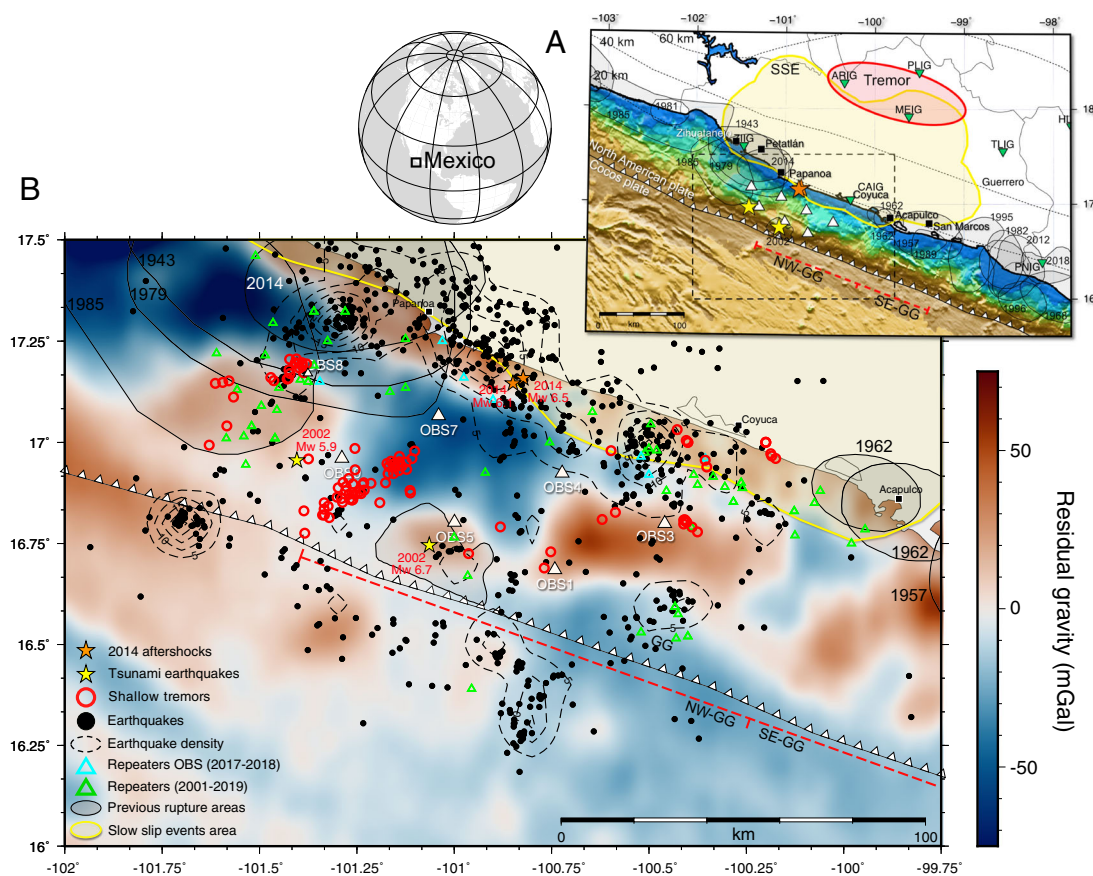 A
B
Mexico
-103
-102
-101
-100
-99
-98
40 km
60 km
20 km
SSE
Tremor
ARIG
PLIG
MEIG
TLIG
18
17
16
1985
1981
1943
Zihuatanejo
ZIIG
Petatlán
1979
2014
Papanoa
North American plate
Cocos plate
CAIG
Coyuca
Guerrero
1962
Acapulco
San Marcos
1962
1957
1989
1995
1982
2012
2018
PNIG
1996
1968
2002
NW-GG
SE-GG
0 km 100
17.5˚
17.25˚
17˚
16.75˚
16.5˚
16.25˚
16˚
-102
-101.75
-101.5
-101.25
-101
-100.75
-100.5
-100.25
-100
-99.75
1943
1979
1985
2014
Papanoa
OBS8
OBS7
OBS4
OBS5
OBS3
OBS1
2014
Mw 6.5
2014
2002
Mw 5.9
2002
Mw 6.7
Coyuca
1962
Acapulco
1962
1957
GG
NW-GG
SE-GG
2014 aftershocks
Tsunami earthquakes
Shallow tremors
Earthquakes
Earthquake density
Repeaters OBS (2017-2018)
Repeaters (2001-2019)
Previous rupture areas
Slow slip events area
0 km 100
50
0
-50
Residual gravity (mGal)